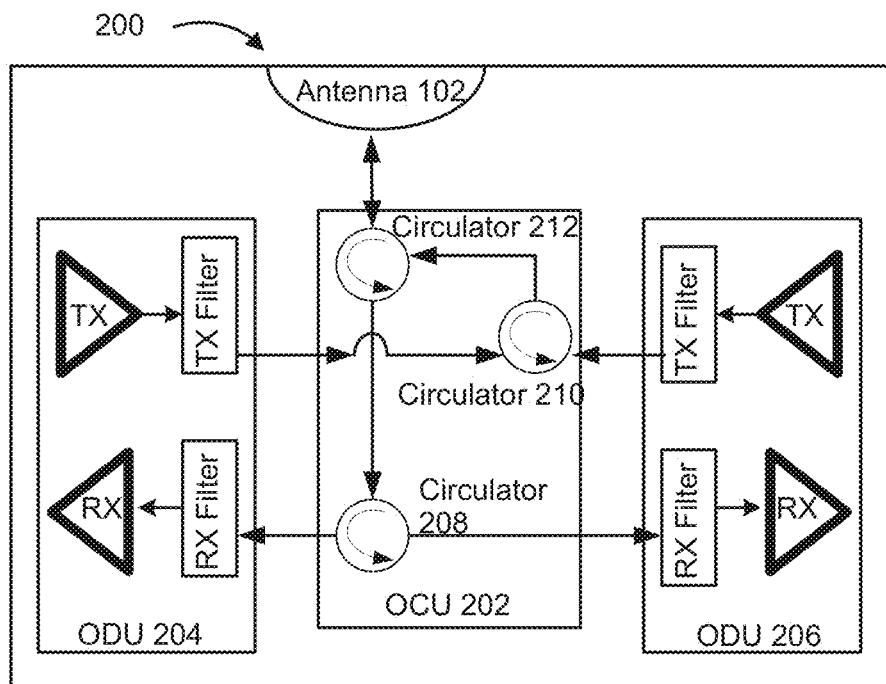 200
Antenna 102
Circulator 212
TX
TX Filter
TX Filter
TX
Circulator 210
RX
RX Filter
Circulator
208
RX Filter
RX
OCU 202
ODU 204
ODU 206